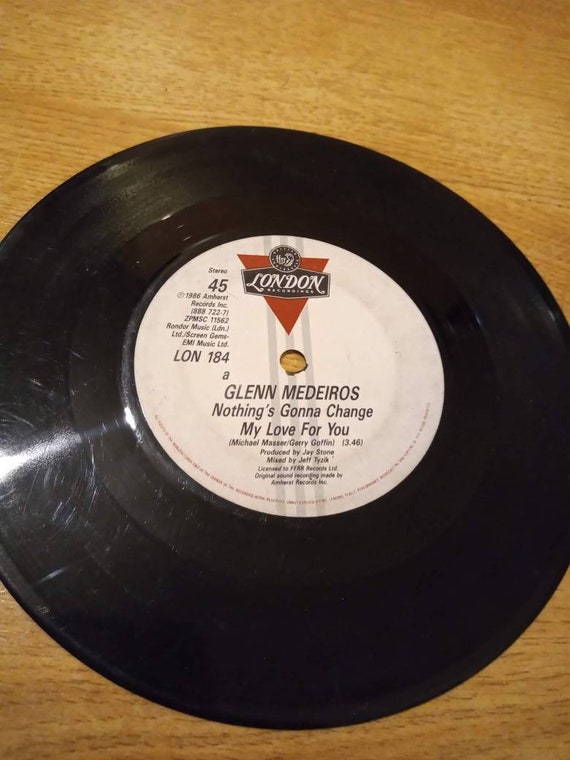 LONDON
RECORDINGS
Stereo 45
℗1986 Amherst
Records Inc.
(888 722-7)
ZPMSC 11562
Rondor Music (Ldn.)
Ltd./Screen Gems-
EMI Music Ltd.
LON 184
a
GLENN MEDEIROS
Nothing's Gonna Change
My Love For You
(Michael Masser/Gerry Goffin) (3.46)
Produced by Jay Stone
Mixed by Jeff Tyzik
Licensed to FFRR Records Ltd.
Original sound recording made by
Amherst Records Inc.